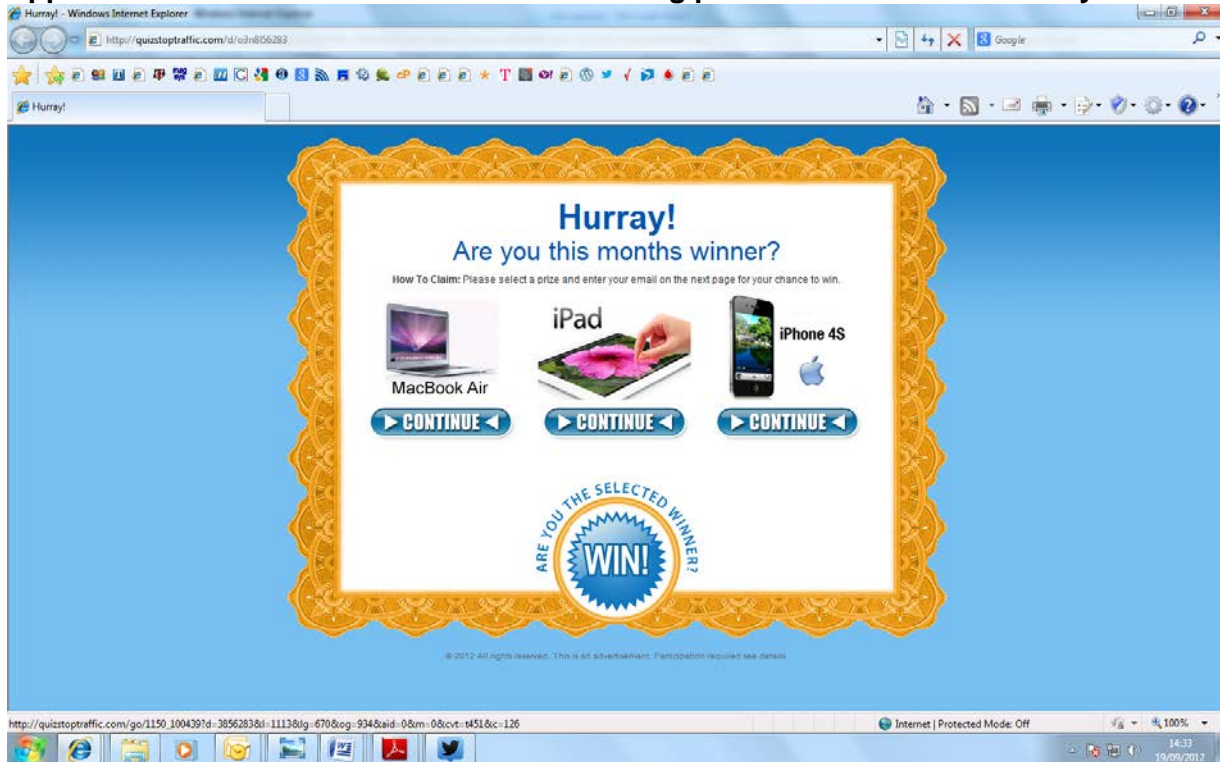 Hurray! - Windows Internet Explorer
http://quizstoptraffic.com/d/o3n8l56283
Google
Hurray!
Hurray!
Are you this months winner?
How To Claim: Please select a prize and enter your email on the next page for your chance to win.
iPad
iPhone 4S
MacBook Air
CONTINUE
CONTINUE
CONTINUE
ARE YOU THE SELECTED WINNER?
WIN!
© 2012 All rights reserved. This is an advertisement. Participation required see details
http://quizstoptraffic.com/go/1150_100439?d=3856283&l=1113&lg=670&og=934&aid=0&m=0&cvt=t451&c=126
Internet | Protected Mode: Off
100%
14:33
19/09/2012